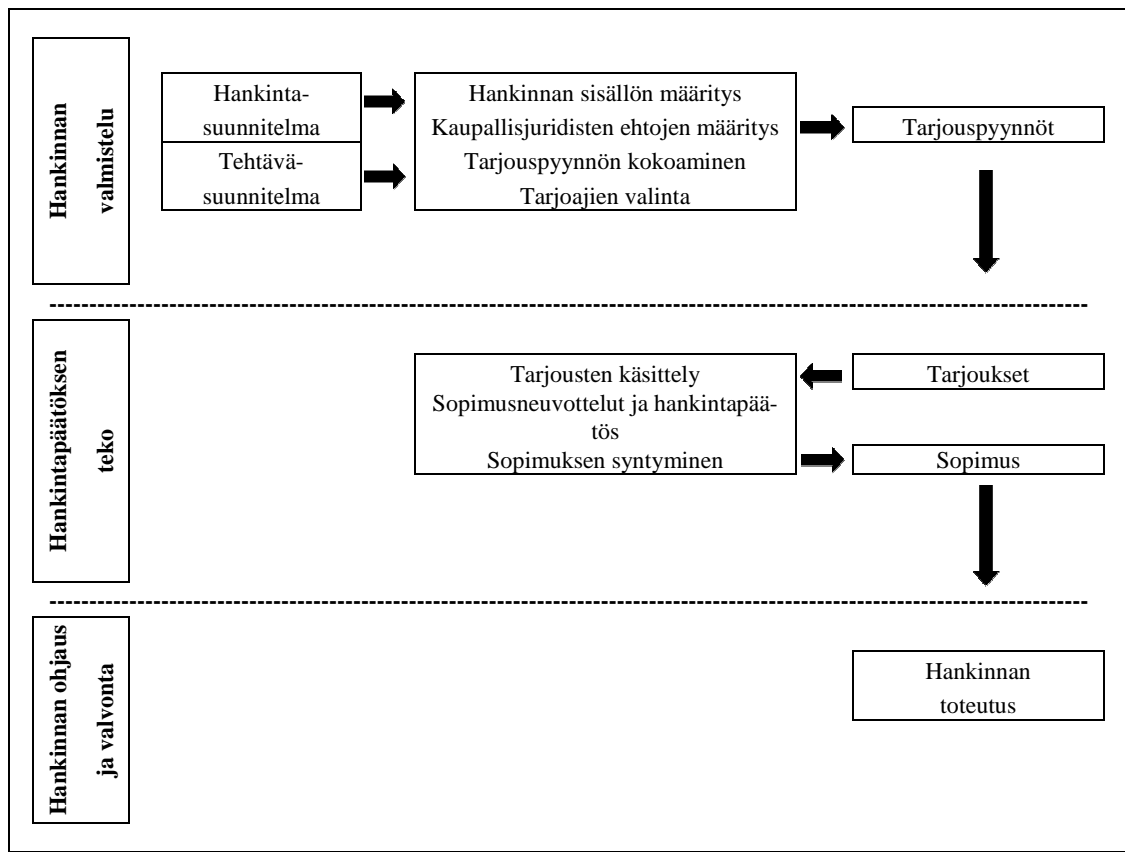 Hankinnan
valmistelu
Hankinta-
suunnitelma
Tehtävä-
suunnitelma
Hankinnan sisällön määritys
Kaupallisjuridisten ehtojen määritys
Tarjouspyynnön kokoaminen
Tarjoajien valinta
Tarjouspyynnöt
Hankintapäätöksen
teko
Tarjousten käsittely
Sopimusneuvottelut ja hankintapää-
tös
Sopimuksen syntyminen
Tarjoukset
Sopimus
Hankinnan ohjaus
ja valvonta
Hankinnan
toteutus